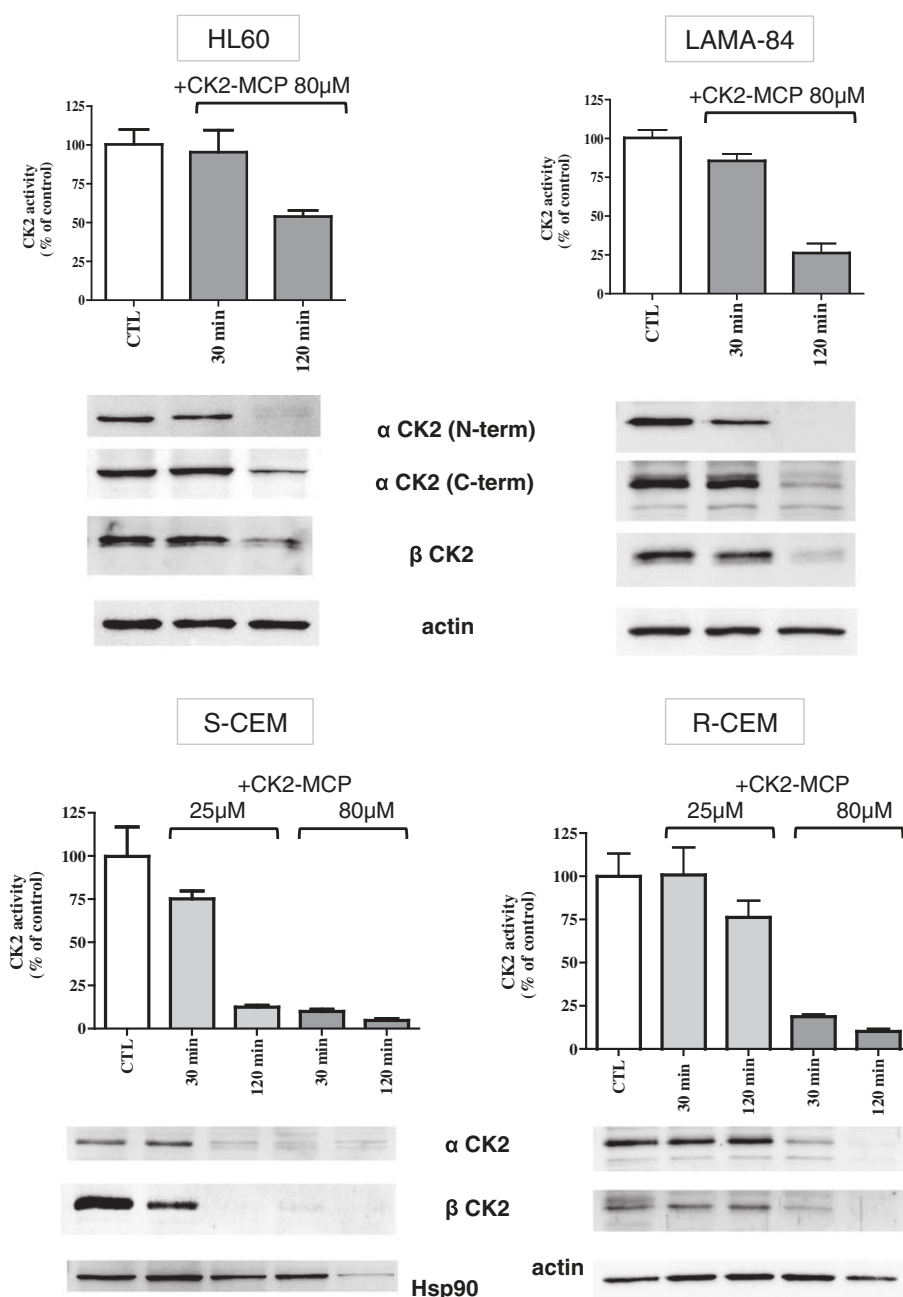 HL60
+CK2-MCP 80µM
CK2 activity
(% of control)
125
100
75
50
25
0
CTL
30 min
120 min
LAMA-84
+CK2-MCP 80µM
CK2 activity
(% of control)
125
100
75
50
25
0
CTL
30 min
120 min
α CK2 (N-term)
α CK2 (C-term)
β CK2
actin
S-CEM
+CK2-MCP
25µM
80µM
CK2 activity
(% of control)
125
100
75
50
25
0
CTL
30 min
120 min
30 min
120 min
R-CEM
+CK2-MCP
25µM
80µM
CK2 activity
(% of control)
125
100
75
50
25
0
CTL
30 min
120 min
30 min
120 min
α CK2
β CK2
Hsp90
actin